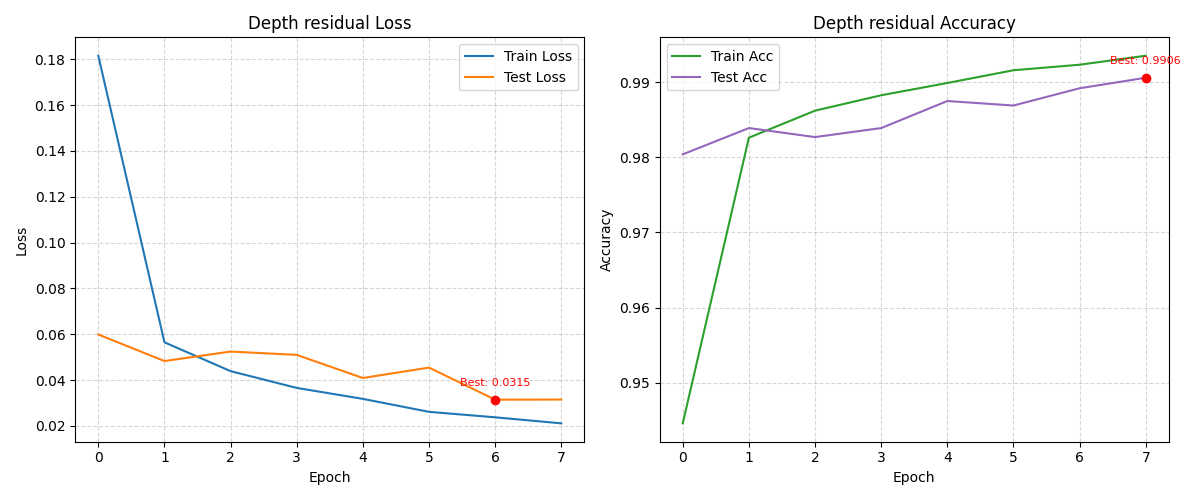 Depth residual Loss
Train Loss
Test Loss
Best: 0.0315
0.18
0.16
0.14
0.12
0.10
0.08
0.06
0.04
0.02
Loss
0 1 2 3 4 5 6 7
Epoch
Depth residual Accuracy
Train Acc
Test Acc
Best: 0.9906
0.99
0.98
0.97
0.96
0.95
Accuracy
0 1 2 3 4 5 6 7
Epoch